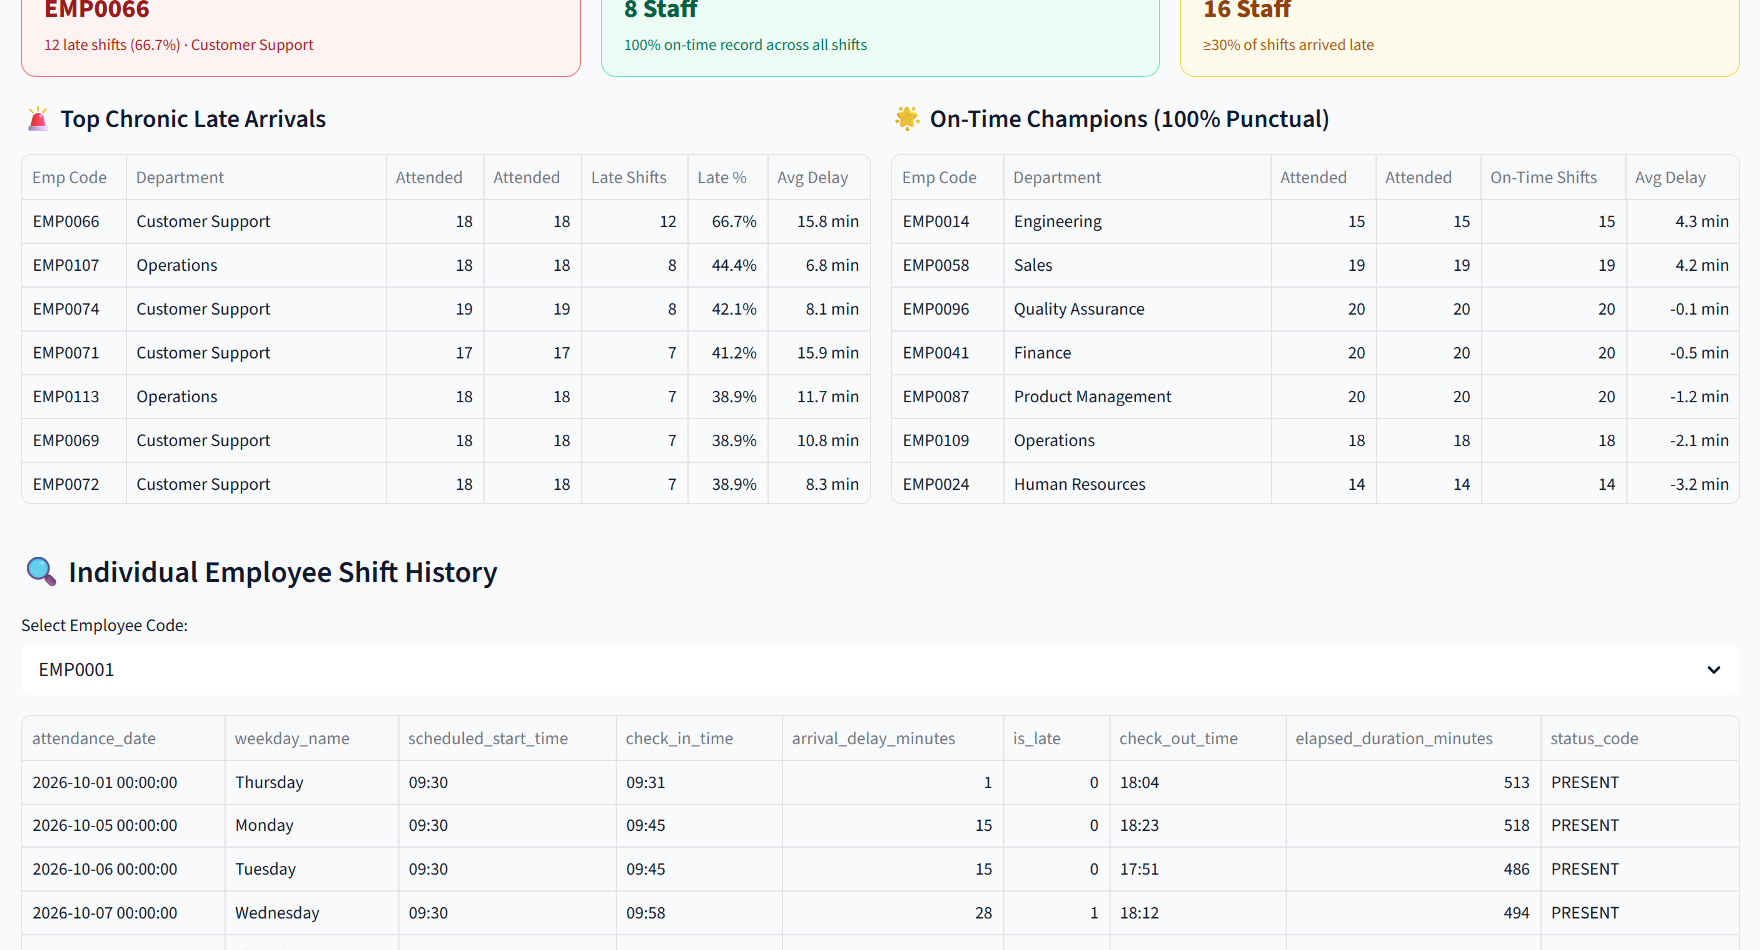 EMP0066
12 late shifts (66.7%) · Customer Support
8 Staff
100% on-time record across all shifts
16 Staff
≥30% of shifts arrived late
Top Chronic Late Arrivals
Emp Code Department Attended Attended Late Shifts Late % Avg Delay
EMP0066 Customer Support 18 18 12 66.7% 15.8 min
EMP0107 Operations 18 18 8 44.4% 6.8 min
EMP0074 Customer Support 19 19 8 42.1% 8.1 min
EMP0071 Customer Support 17 17 7 41.2% 15.9 min
EMP0113 Operations 18 18 7 38.9% 11.7 min
EMP0069 Customer Support 18 18 7 38.9% 10.8 min
EMP0072 Customer Support 18 18 7 38.9% 8.3 min
On-Time Champions (100% Punctual)
Emp Code Department Attended Attended On-Time Shifts Avg Delay
EMP0014 Engineering 15 15 15 4.3 min
EMP0058 Sales 19 19 19 4.2 min
EMP0096 Quality Assurance 20 20 20 -0.1 min
EMP0041 Finance 20 20 20 -0.5 min
EMP0087 Product Management 20 20 20 -1.2 min
EMP0109 Operations 18 18 18 -2.1 min
EMP0024 Human Resources 14 14 14 -3.2 min
Individual Employee Shift History
Select Employee Code:
EMP0001
attendance_date weekday_name scheduled_start_time check_in_time arrival_delay_minutes is_late check_out_time elapsed_duration_minutes status_code
2026-10-01 00:00:00 Thursday 09:30 09:31 1 0 18:04 513 PRESENT
2026-10-05 00:00:00 Monday 09:30 09:45 15 0 18:23 518 PRESENT
2026-10-06 00:00:00 Tuesday 09:30 09:45 15 0 17:51 486 PRESENT
2026-10-07 00:00:00 Wednesday 09:30 09:58 28 1 18:12 494 PRESENT